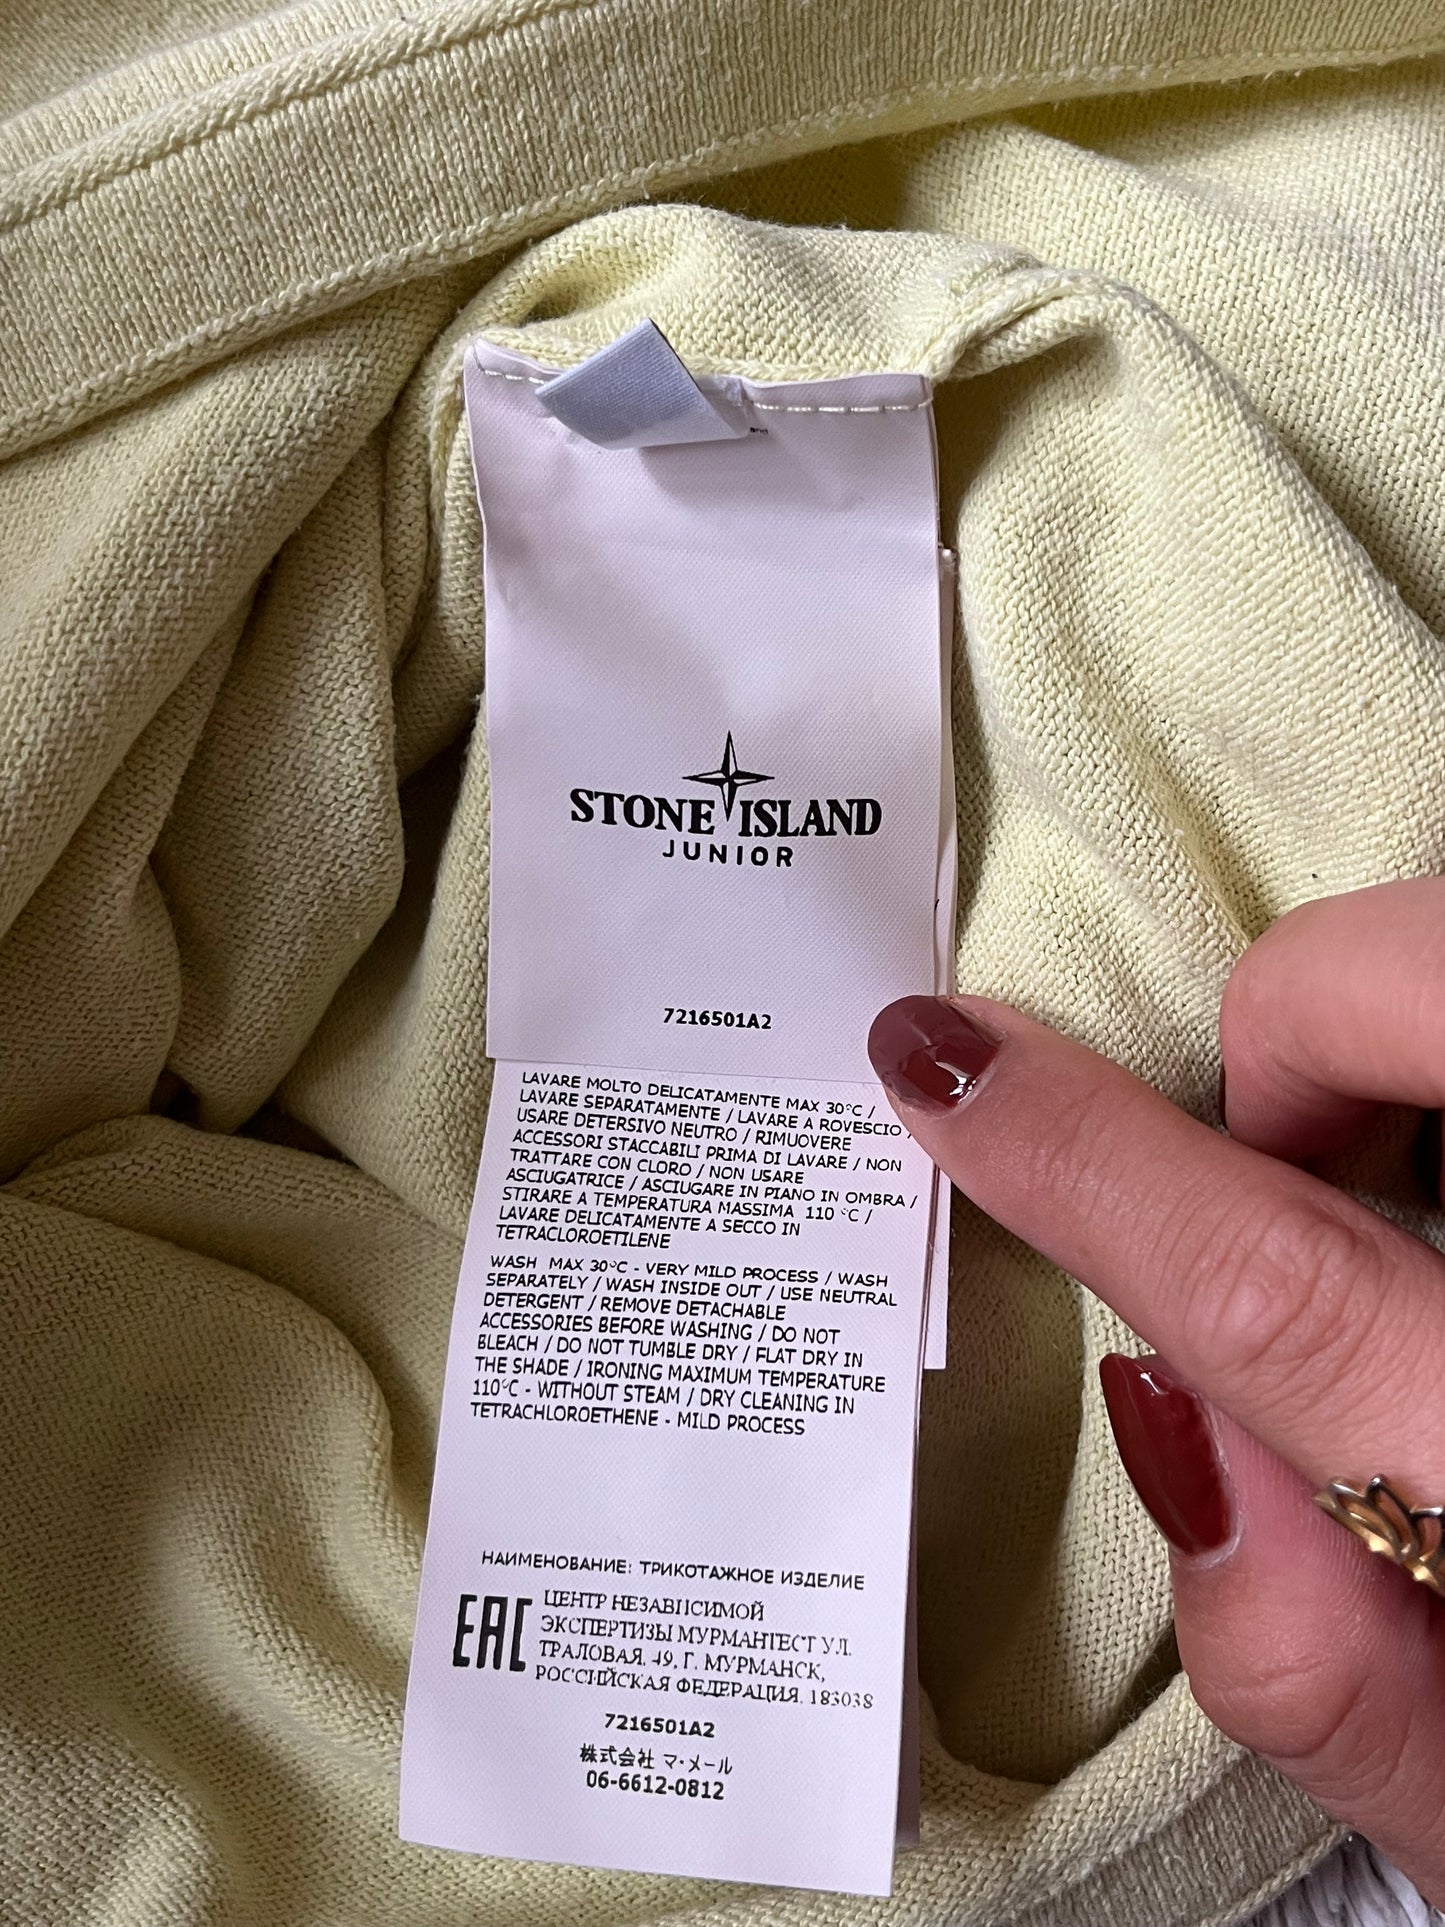 and
STONE ISLAND
JUNIOR
7216501A2
LAVARE MOLTO DELICATAMENTE MAX 30°C /
LAVARE SEPARATAMENTE / LAVARE A ROVESCIO /
USARE DETERSIVO NEUTRO / RIMUOVERE
ACCESSORI STACCABILI PRIMA DI LAVARE / NON
TRATTARE CON CLORO / NON USARE
ASCIUGATRICE / ASCIUGARE IN PIANO IN OMBRA /
STIRARE A TEMPERATURA MASSIMA 110 °C /
LAVARE DELICATAMENTE A SECCO IN
TETRACLOROETILENE
WASH MAX 30°C - VERY MILD PROCESS / WASH
SEPARATELY / WASH INSIDE OUT / USE NEUTRAL
DETERGENT / REMOVE DETACHABLE
ACCESSORIES BEFORE WASHING / DO NOT
BLEACH / DO NOT TUMBLE DRY / FLAT DRY IN
THE SHADE / IRONING MAXIMUM TEMPERATURE
110°C - WITHOUT STEAM / DRY CLEANING IN
TETRACHLOROETHENE - MILD PROCESS
НАИМЕНОВАНИЕ: ТРИКОТАЖНОЕ ИЗДЕЛИЕ
EAC
ЦЕНТР НЕЗАВИСИМОЙ
ЭКСПЕРТИЗЫ МУРМАНТЕСТ УЛ.
ТРАЛОВАЯ, 49, Г. МУРМАНСК,
РОССИЙСКАЯ ФЕДЕРАЦИЯ, 183038
7216501A2
株式会社 マ・メール
06-6612-0812